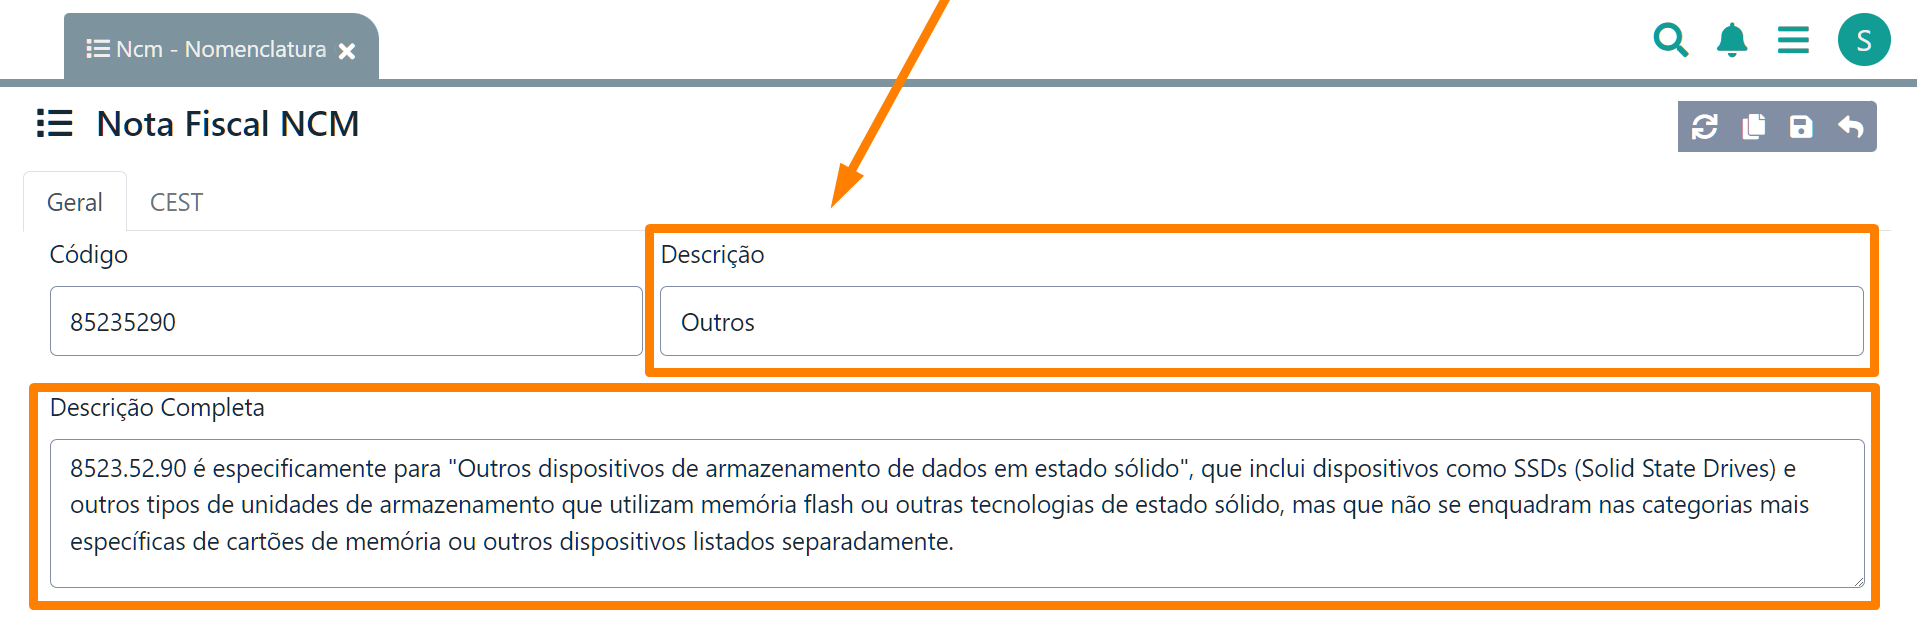 Ncm - Nomenclatura
S
Nota Fiscal NCM
Geral
CEST
Código
Descrição
85235290
Outros
Descrição Completa
8523.52.90 é especificamente para "Outros dispositivos de armazenamento de dados em estado sólido", que inclui dispositivos como SSDs (Solid State Drives) e
outros tipos de unidades de armazenamento que utilizam memória flash ou outras tecnologias de estado sólido, mas que não se enquadram nas categorias mais
específicas de cartões de memória ou outros dispositivos listados separadamente.